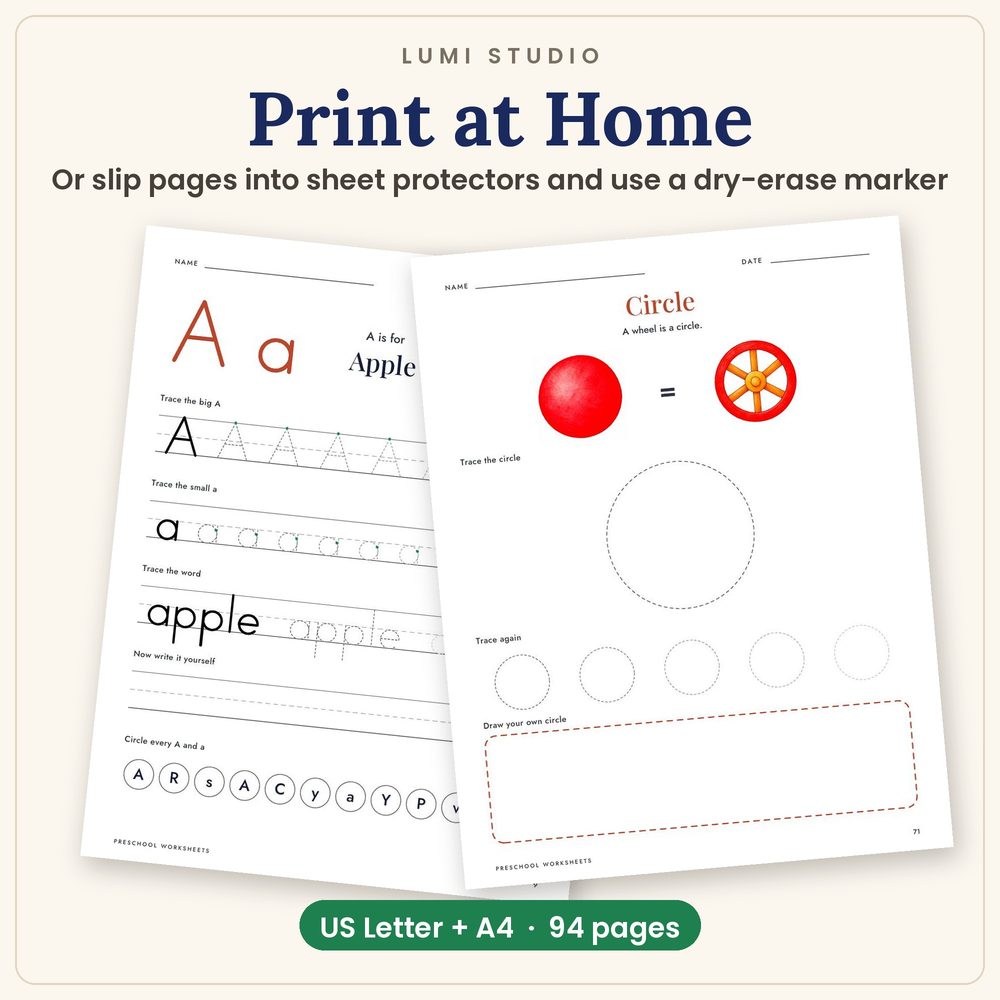 LUMI STUDIO
Print at Home
Or slip pages into sheet protectors and use a dry-erase marker
NAME
A a
A is for
Apple
Trace the big A
A A A A A
Trace the small a
a a a a a a a
Trace the word
apple apple
Now write it yourself
Circle every A and a
A R s A C y a Y P
PRESCHOOL WORKSHEETS
NAME DATE
Circle
A wheel is a circle.
=
Trace the circle
Trace again
Draw your own circle
71
PRESCHOOL WORKSHEETS
US Letter + A4 · 94 pages